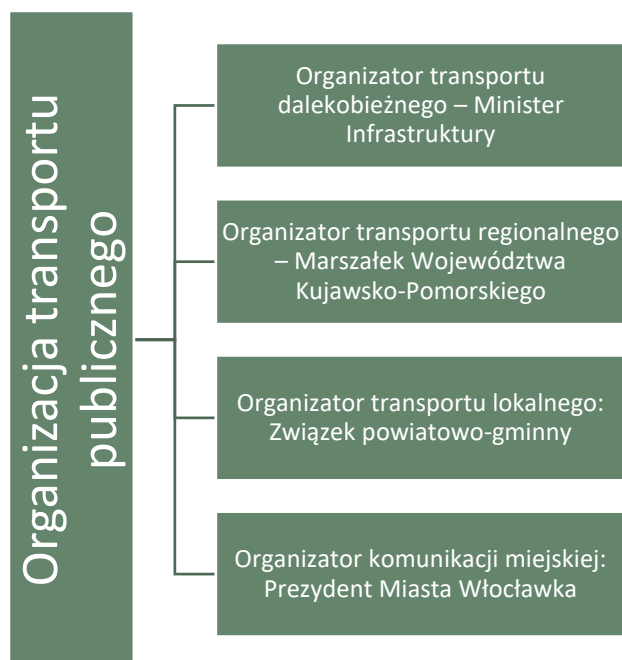 Organizacja transportu
publicznego
Organizator transportu
dalekobieżnego – Minister
Infrastruktury
Organizator transportu regionalnego
– Marszałek Województwa
Kujawsko-Pomorskiego
Organizator transportu lokalnego:
Związek powiatowo-gminny
Organizator komunikacji miejskiej:
Prezydent Miasta Włocławka